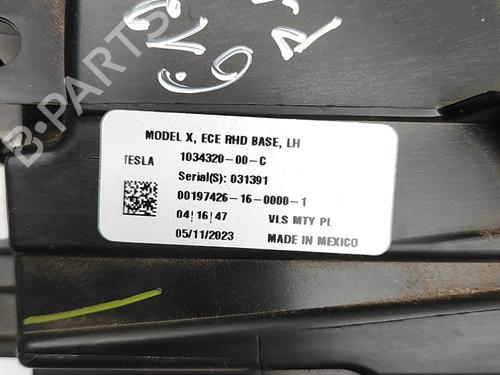 MODEL X, ECE RHD BASE, LH
TESLA 1034320-00-C
Serial(S): 031391
00197426-16-0000-1
04|16|47 VLS MTY PL
05/11/2023 MADE IN MEXICO